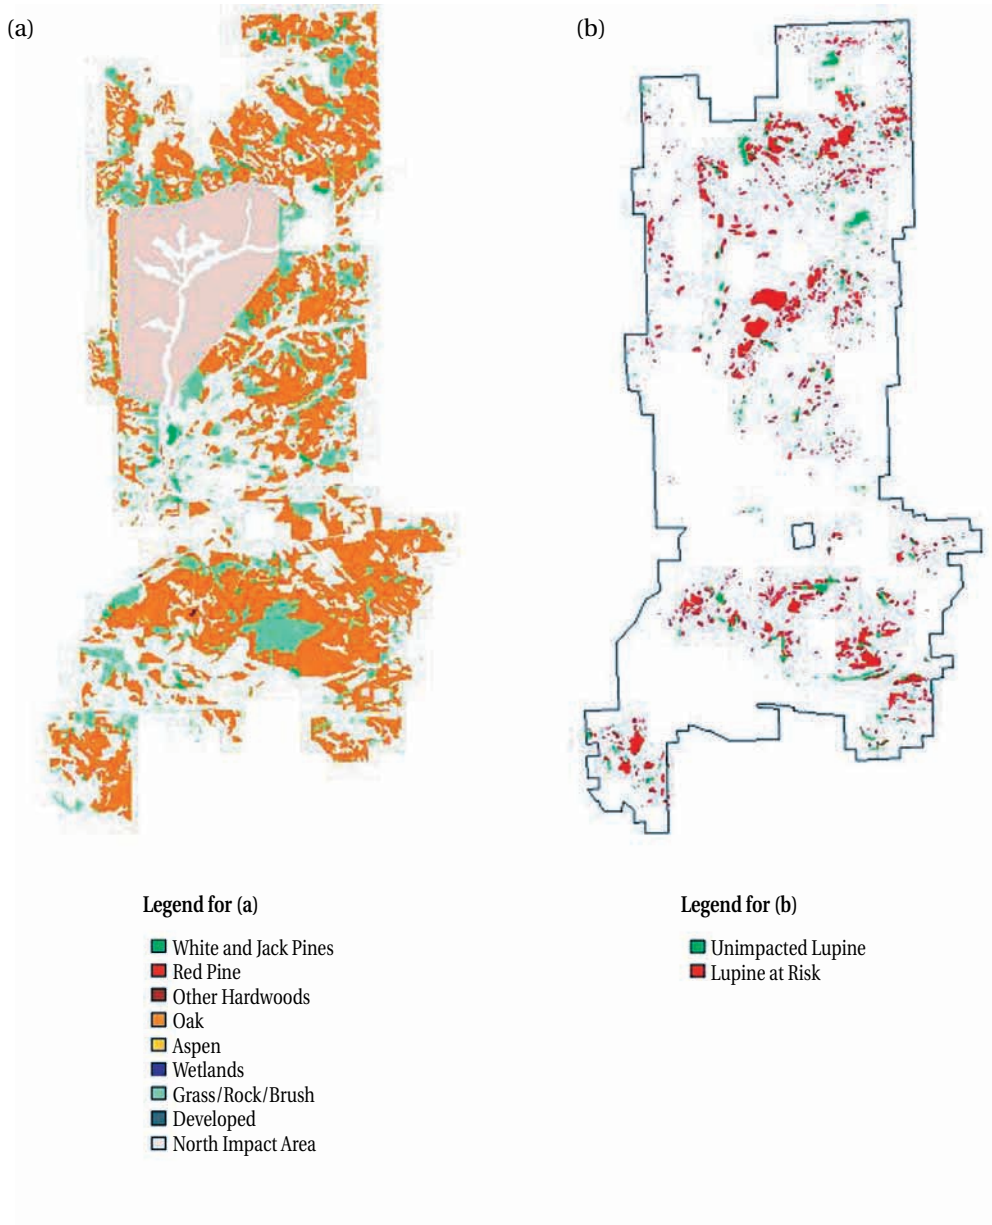 (a)
(b)
Legend for (a)
White and Jack Pines
Red Pine
Other Hardwoods
Oak
Aspen
Wetlands
Grass/Rock/Brush
Developed
North Impact Area
Legend for (b)
Unimpacted Lupine
Lupine at Risk